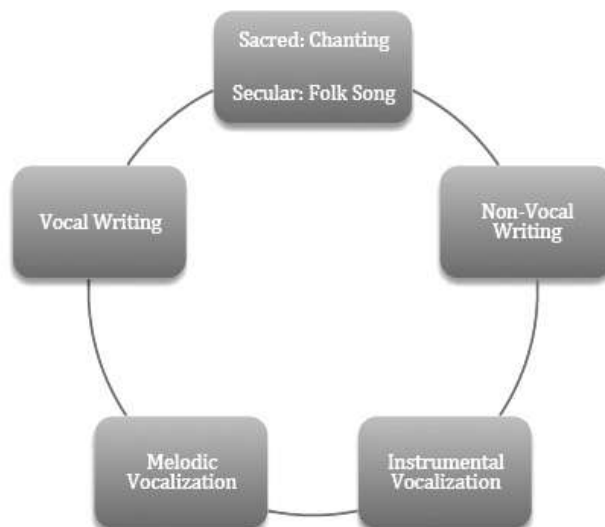 Sacred: Chanting
Secular: Folk Song
Vocal Writing
Non-Vocal
Writing
Melodic
Vocalization
Instrumental
Vocalization